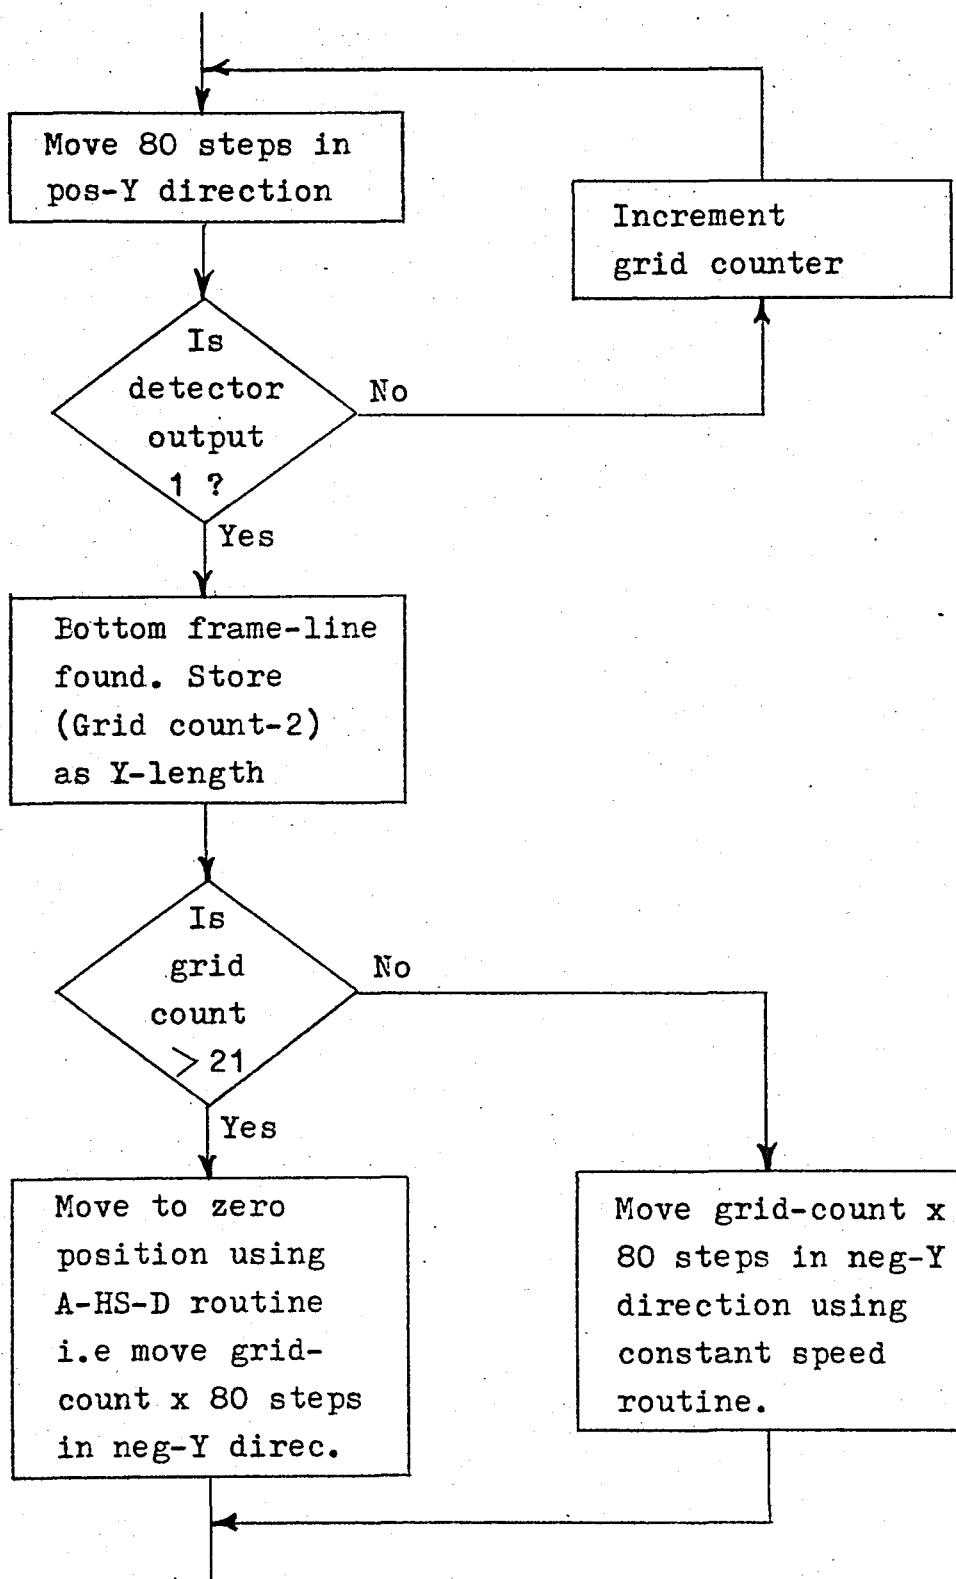 Move 80 steps in
pos-Y direction
Increment
grid counter
Is
detector
output
1 ?
No
Yes
Bottom frame-line
found. Store
(Grid count-2)
as Y-length
Is
grid
count
> 21
No
Yes
Move to zero
position using
A-HS-D routine
i.e move grid-
count x 80 steps
in neg-Y direc.
Move grid-count x
80 steps in neg-Y
direction using
constant speed
routine.